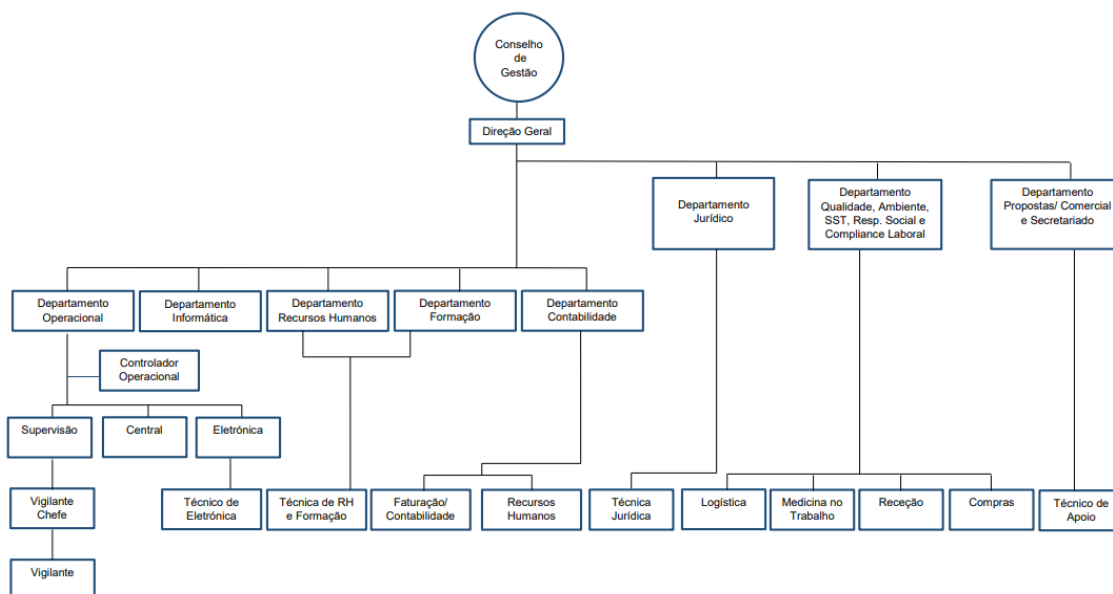 Conselho
de
Gestão
Direção Geral
Departamento
Jurídico
Departamento
Qualidade, Ambiente,
SST, Resp. Social e
Compliance Laboral
Departamento
Propostas/ Comercial
e Secretariado
Departamento
Operacional
Departamento
Informática
Departamento
Recursos Humanos
Departamento
Formação
Departamento
Contabilidade
Controlador
Operacional
Supervisão
Central
Eletrónica
Vigilante
Chefe
Técnico de
Eletrónica
Técnica de RH
e Formação
Faturação/
Contabilidade
Recursos
Humanos
Técnica
Jurídica
Logística
Medicina no
Trabalho
Receção
Compras
Técnico de
Apoio
Vigilante